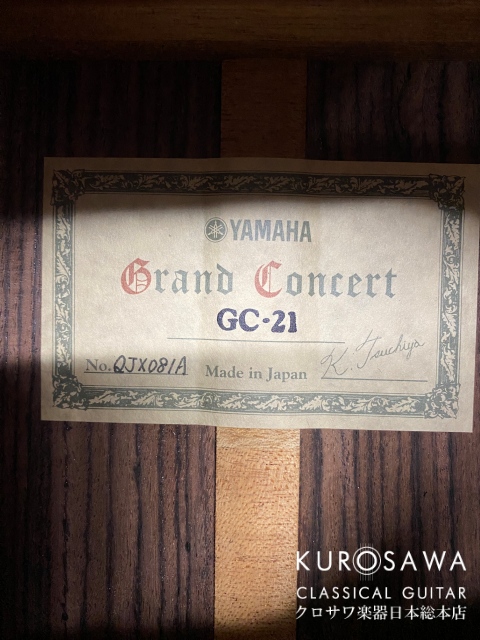 YAMAHA
Grand Concert
GC-21
No. QJX081A Made in Japan K. Tsuchiya
KUROSAWA
CLASSICAL GUITAR
クロサワ楽器日本総本店